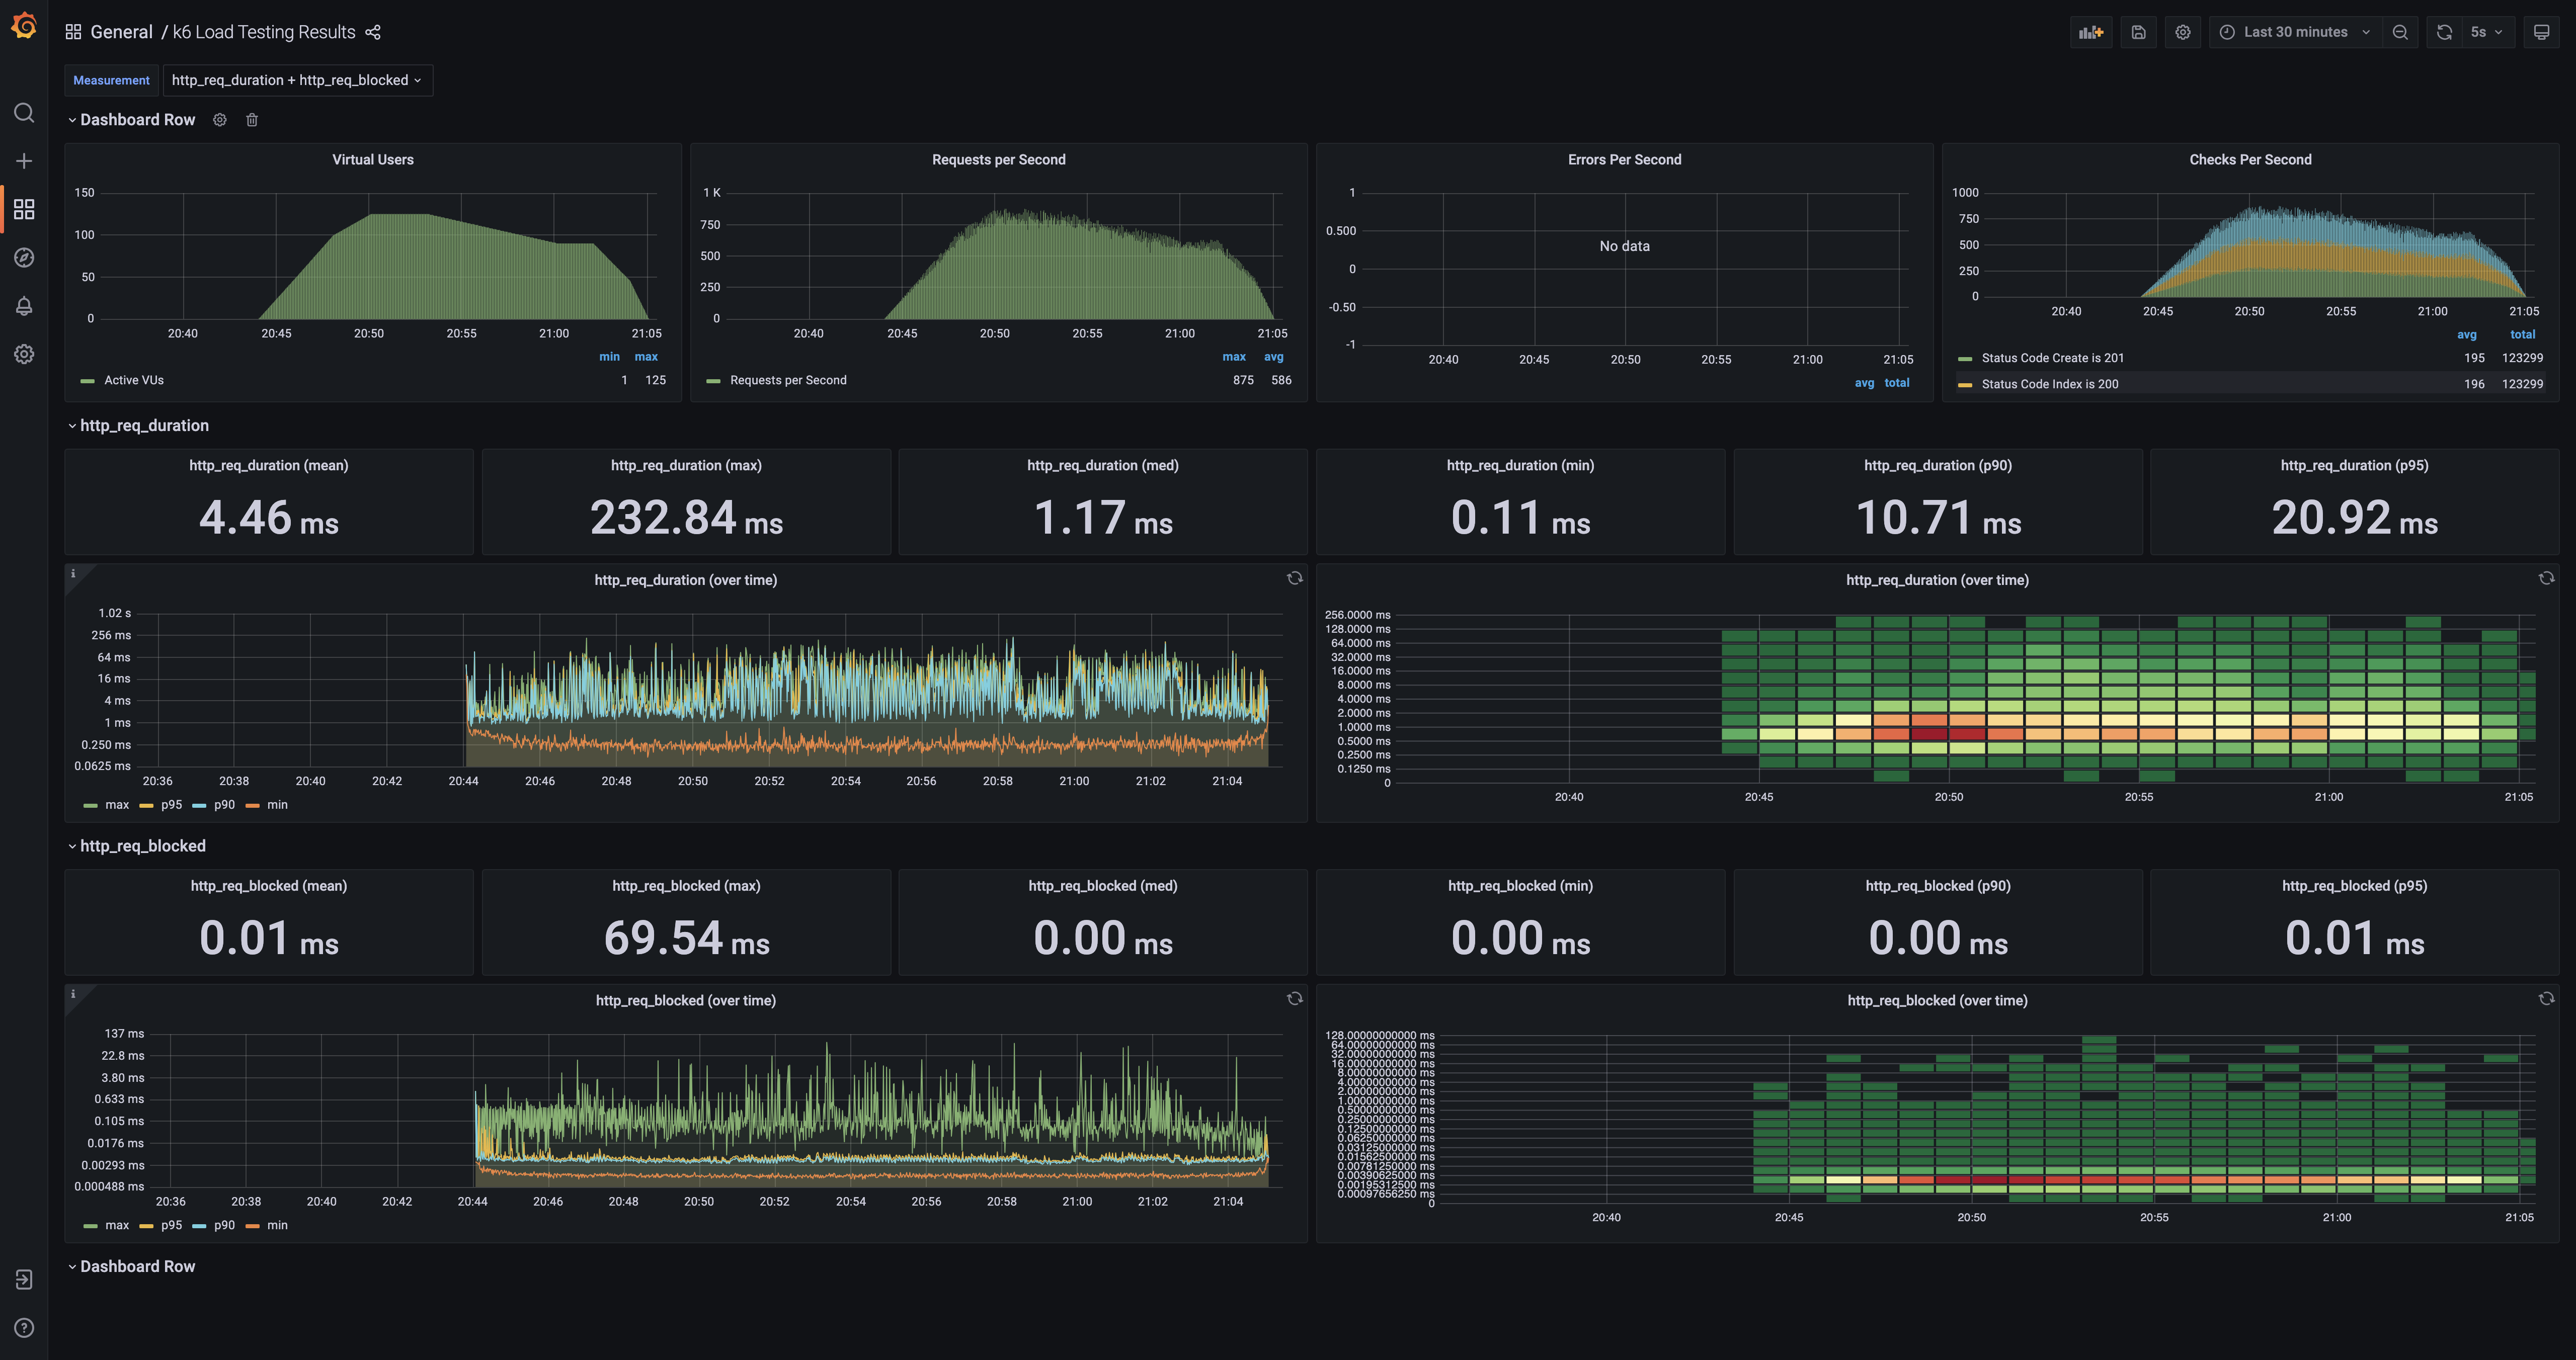 General / k6 Load Testing Results
Last 30 minutes
5s
Measurement http_req_duration + http_req_blocked
Dashboard Row
Virtual Users
150
100
50
0
20:40 20:45 20:50 20:55 21:00 21:05
min max
Active VUs 1 125
Requests per Second
1 K
750
500
250
0
20:40 20:45 20:50 20:55 21:00 21:05
max avg
Requests per Second 875 586
Errors Per Second
1
0.500
0
-0.50
-1
No data
20:40 20:45 20:50 20:55 21:00 21:05
avg total
Checks Per Second
1000
750
500
250
0
20:40 20:45 20:50 20:55 21:00 21:05
avg total
Status Code Create is 201 195 123299
Status Code Index is 200 196 123299
http_req_duration
http_req_duration (mean)
4.46 ms
http_req_duration (max)
232.84 ms
http_req_duration (med)
1.17 ms
http_req_duration (min)
0.11 ms
http_req_duration (p90)
10.71 ms
http_req_duration (p95)
20.92 ms
i
http_req_duration (over time)
1.02 s
256 ms
64 ms
16 ms
4 ms
1 ms
0.250 ms
0.0625 ms
20:36 20:38 20:40 20:42 20:44 20:46 20:48 20:50 20:52 20:54 20:56 20:58 21:00 21:02 21:04
max p95 p90 min
http_req_duration (over time)
256.0000 ms
128.0000 ms
64.0000 ms
32.0000 ms
16.0000 ms
8.0000 ms
4.0000 ms
2.0000 ms
1.0000 ms
0.5000 ms
0.2500 ms
0.1250 ms
0
20:40 20:45 20:50 20:55 21:00 21:05
http_req_blocked
http_req_blocked (mean)
0.01 ms
http_req_blocked (max)
69.54 ms
http_req_blocked (med)
0.00 ms
http_req_blocked (min)
0.00 ms
http_req_blocked (p90)
0.00 ms
http_req_blocked (p95)
0.01 ms
i
http_req_blocked (over time)
137 ms
22.8 ms
3.80 ms
0.633 ms
0.105 ms
0.0176 ms
0.00293 ms
0.000488 ms
20:36 20:38 20:40 20:42 20:44 20:46 20:48 20:50 20:52 20:54 20:56 20:58 21:00 21:02 21:04
max p95 p90 min
http_req_blocked (over time)
128.00000000000 ms
64.00000000000 ms
32.00000000000 ms
16.00000000000 ms
8.00000000000 ms
4.00000000000 ms
2.00000000000 ms
1.00000000000 ms
0.50000000000 ms
0.25000000000 ms
0.12500000000 ms
0.06250000000 ms
0.03125000000 ms
0.01562500000 ms
0.00781250000 ms
0.00390625000 ms
0.00195312500 ms
0.00097656250 ms
0
20:40 20:45 20:50 20:55 21:00 21:05
Dashboard Row